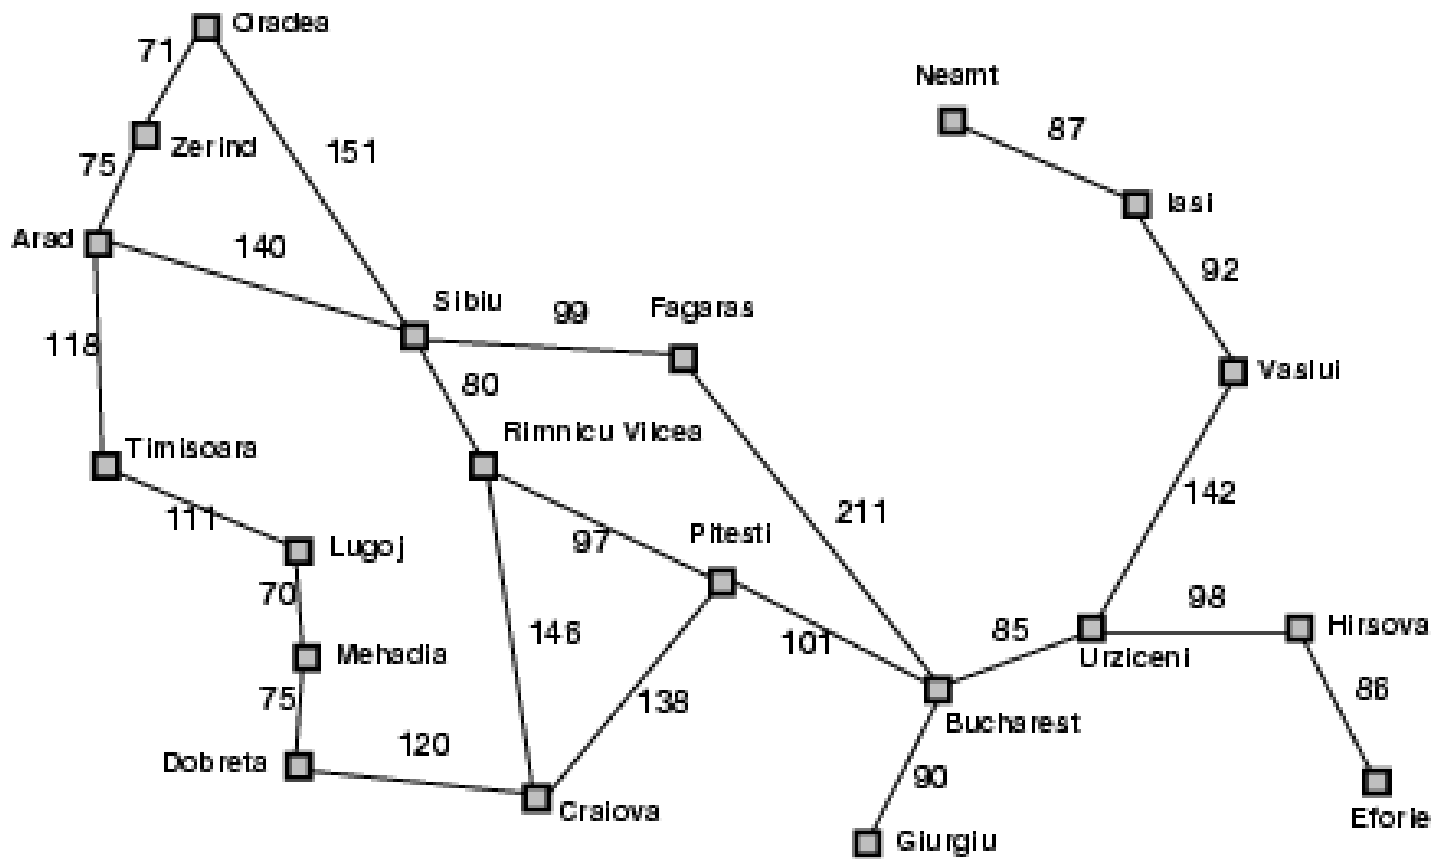 Oradea
71
Neamt
87
Zerind
151
75
Iasi
Arad
140
92
Sibiu
99
Fagaras
118
80
Vaslui
Rimnicu Vilcea
Timisoara
142
211
111
97
Pitesti
Lugoj
70
98
146
101
85
Hirsova
Mehadia
Urziceni
75
138
86
120
Bucharest
Dobreta
90
Craiova
Eforie
Giurgiu